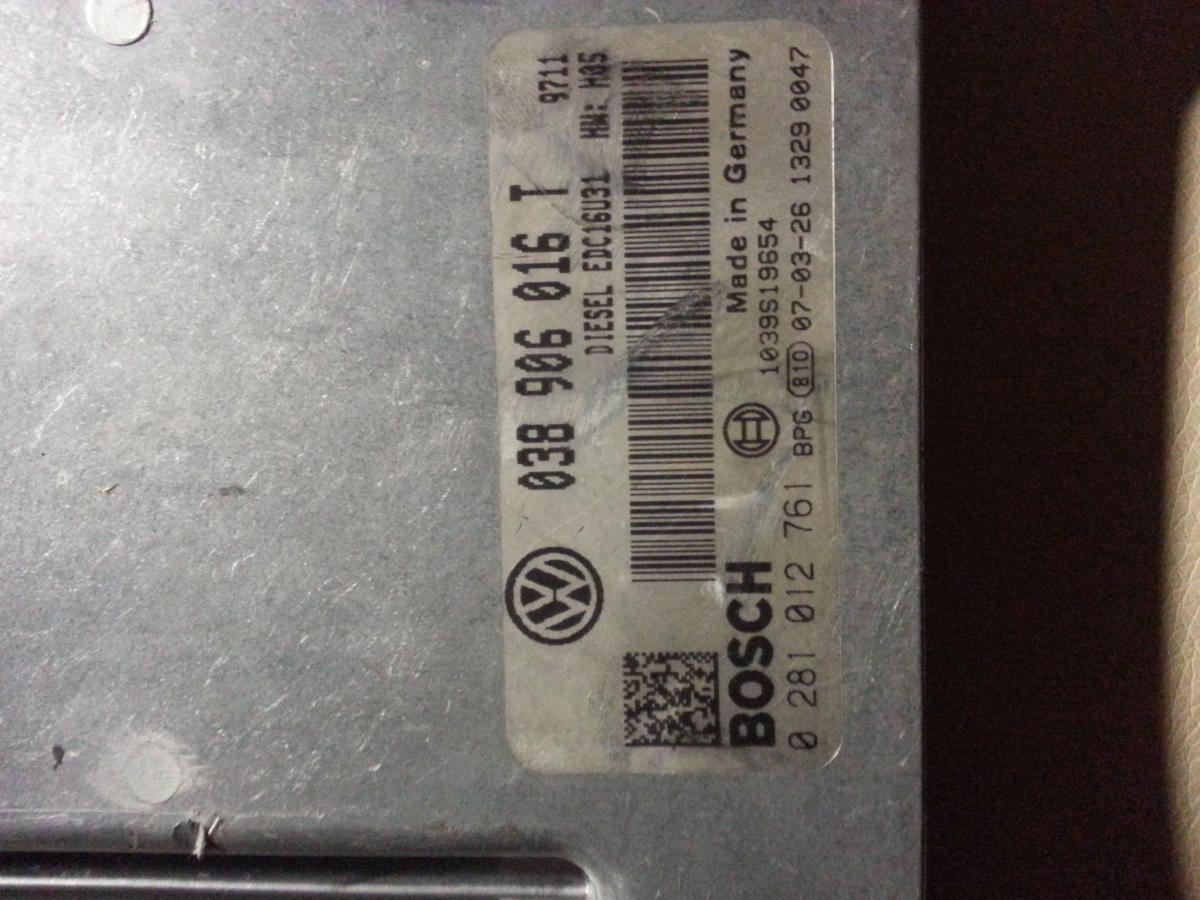 038 906 016 T 9711
DIESEL EDC16U31 HW: H05
BOSCH Made in Germany
1039S19654
0 281 012 761 BPG 810 07-03-26 1329 0047